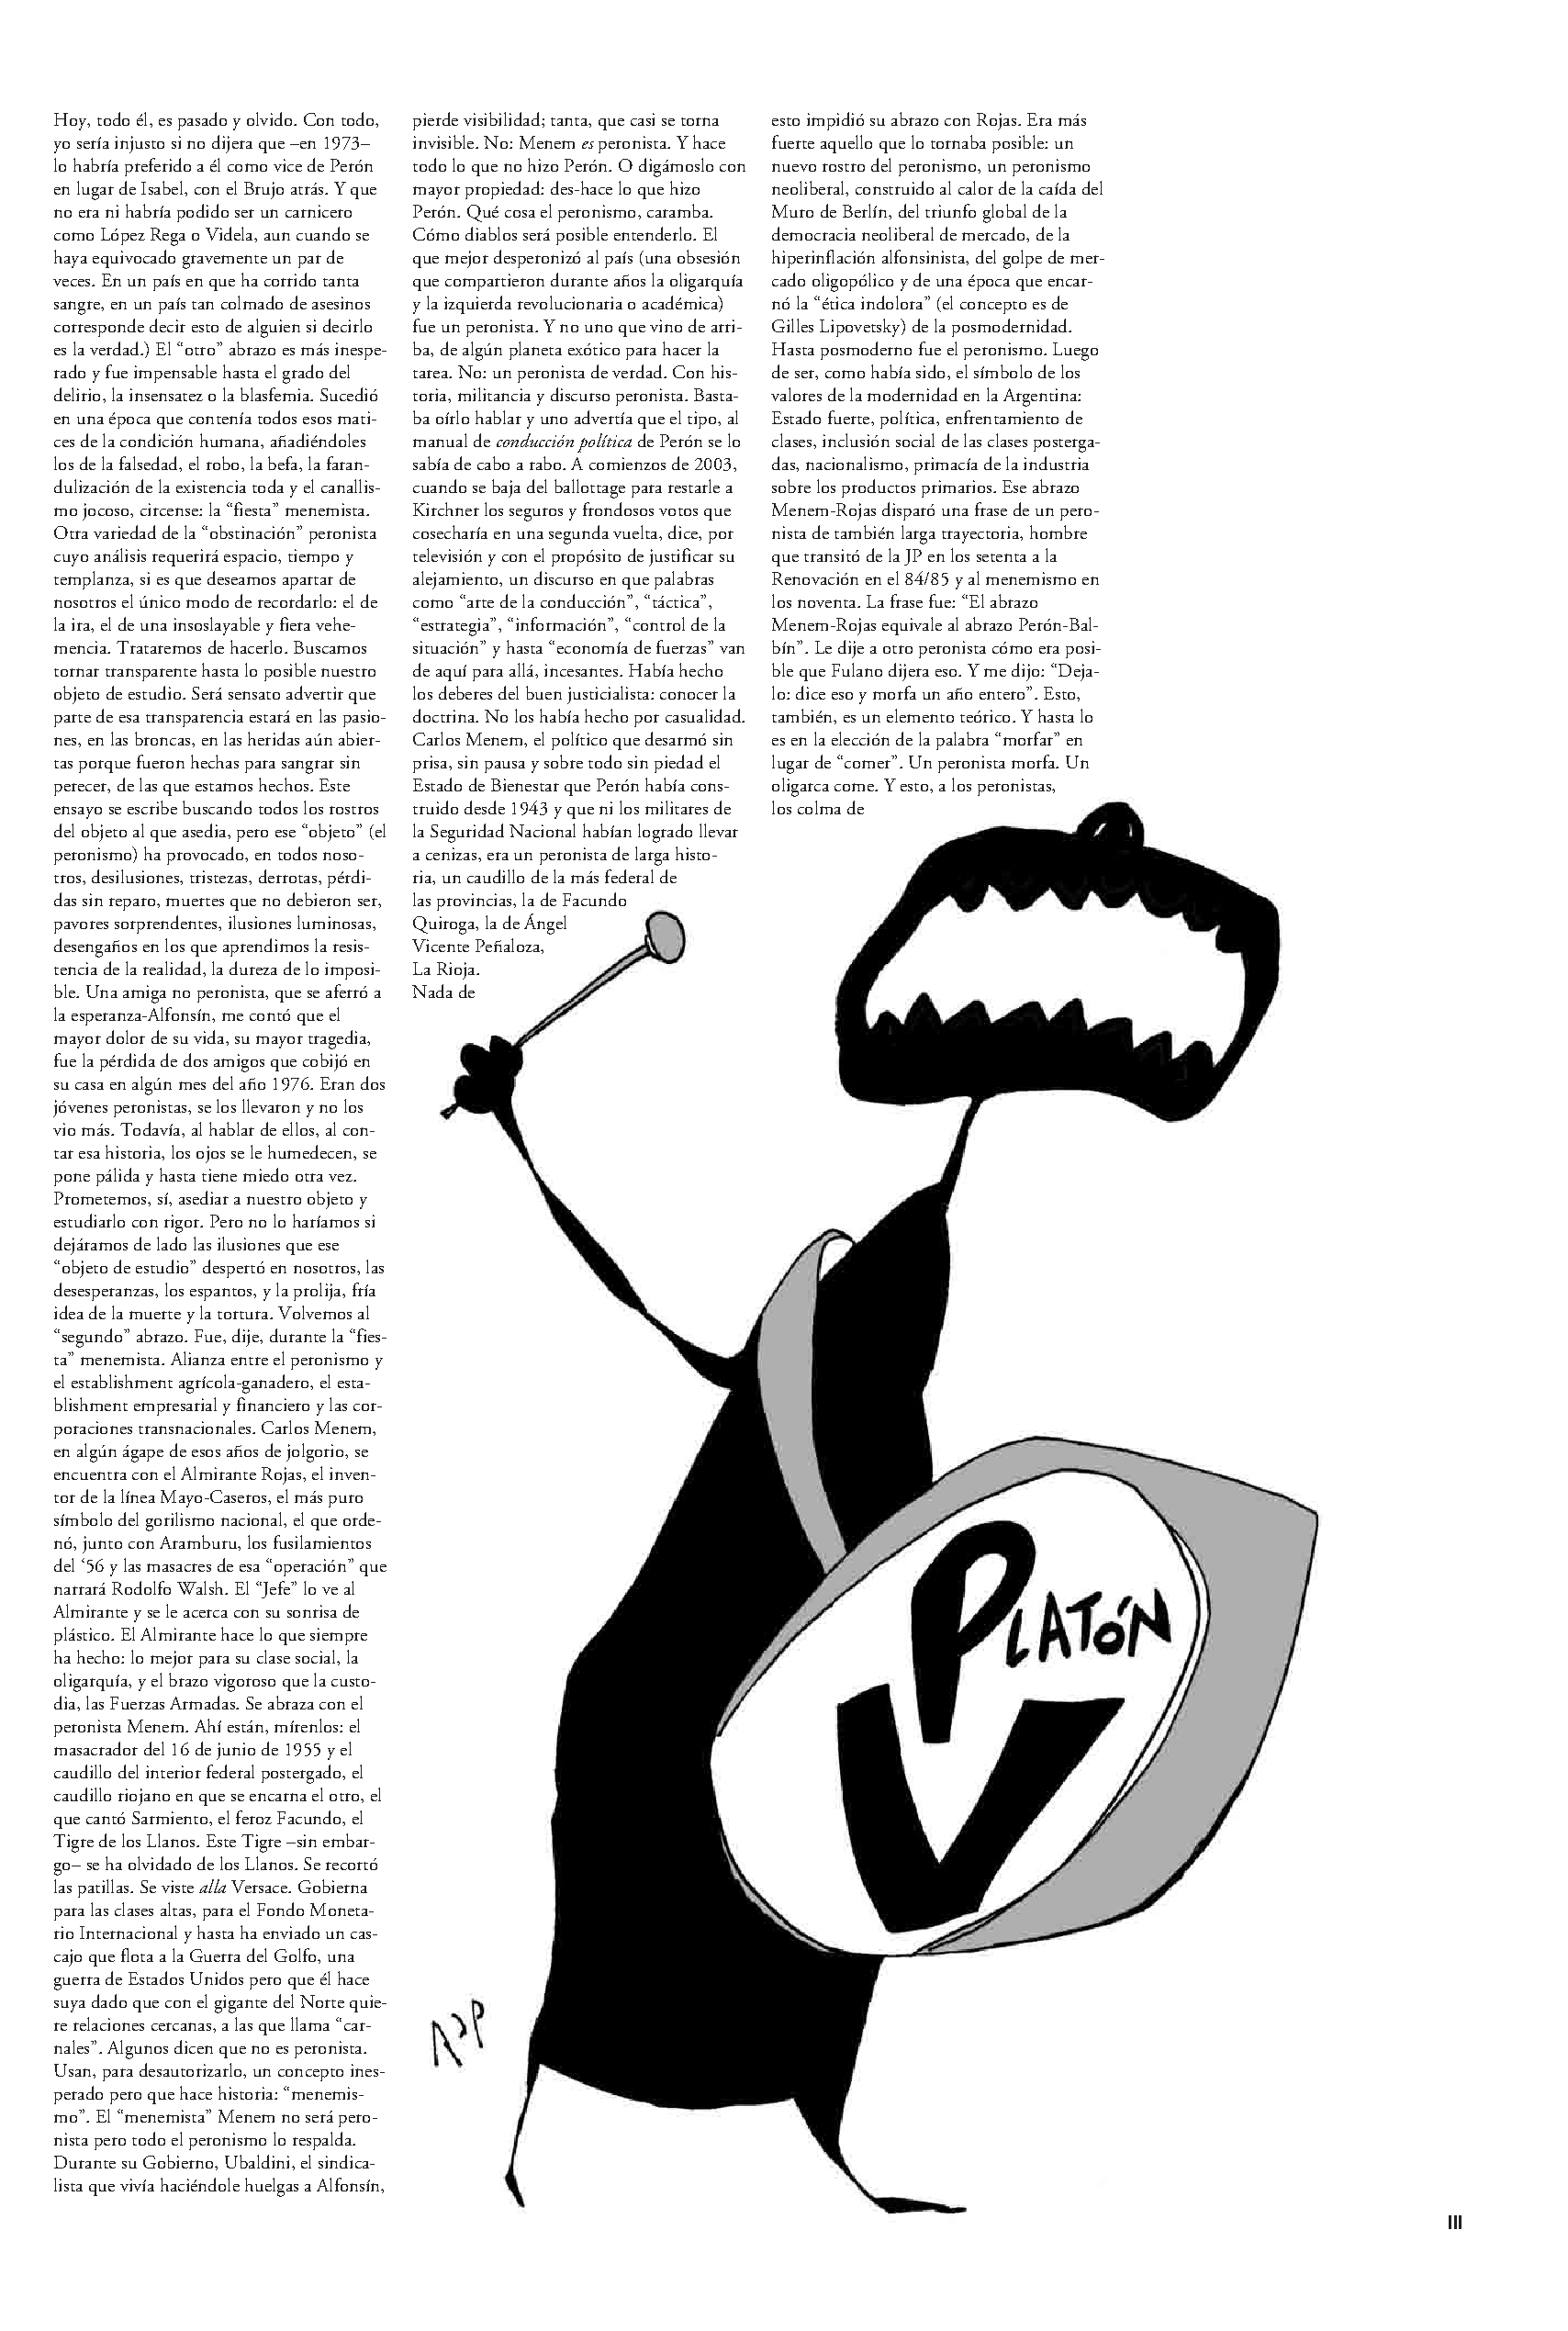 Hoy, todo él, es pasado y olvido. Con todo,
yo sería injusto si no dijera que –en 1973–
lo habría preferido a él como vice de Perón
en lugar de Isabel, con el Brujo atrás. Y que
no era ni habría podido ser un carnicero
como López Rega o Videla, aun cuando se
haya equivocado gravemente un par de
veces. En un país en que ha corrido tanta
sangre, en un país tan colmado de asesinos
corresponde decir esto de alguien si decirlo
es la verdad.) El “otro” abrazo es más inespe-
rado y fue impensable hasta el grado del
delirio, la insensatez o la blasfemia. Sucedió
en una época que contenía todos esos mati-
ces de la condición humana, añadiéndoles
los de la falsedad, el robo, la befa, la faran-
dulización de la existencia toda y el canallis-
mo jocoso, circense: la “fiesta” menemista.
Otra variedad de la “obstinación” peronista
cuyo análisis requerirá espacio, tiempo y
templanza, si es que deseamos apartar de
nosotros el único modo de recordarlo: el de
la ira, el de una insoslayable y fiera vehe-
mencia. Trataremos de hacerlo. Buscamos
tornar transparente hasta lo posible nuestro
objeto de estudio. Será sensato advertir que
parte de esa transparencia estará en las pasio-
nes, en las broncas, en las heridas aún abier-
tas porque fueron hechas para sangrar sin
perecer, de las que estamos hechos. Este
ensayo se escribe buscando todos los rostros
del objeto al que asedia, pero ese “objeto” (el
peronismo) ha provocado, en todos noso-
tros, desilusiones, tristezas, derrotas, pérdi-
das sin reparo, muertes que no debieron ser,
pavores sorprendentes, ilusiones luminosas,
desengaños en los que aprendimos la resis-
tencia de la realidad, la dureza de lo imposi-
ble. Una amiga no peronista, que se aferró a
la esperanza-Alfonsín, me contó que el
mayor dolor de su vida, su mayor tragedia,
fue la pérdida de dos amigos que cobijó en
su casa en algún mes del año 1976. Eran dos
jóvenes peronistas, se los llevaron y no los
vio más. Todavía, al hablar de ellos, al con-
tar esa historia, los ojos se le humedecen, se
pone pálida y hasta tiene miedo otra vez.
Prometemos, sí, asediar a nuestro objeto y
estudiarlo con rigor. Pero no lo haríamos si
dejáramos de lado las ilusiones que ese
“objeto de estudio” despertó en nosotros, las
desesperanzas, los espantos, y la prolija, fría
idea de la muerte y la tortura. Volvemos al
“segundo” abrazo. Fue, dije, durante la “fies-
ta” menemista. Alianza entre el peronismo y
el establishment agrícola-ganadero, el esta-
blishment empresarial y financiero y las cor-
poraciones transnacionales. Carlos Menem,
en algún ágape de esos años de jolgorio, se
encuentra con el Almirante Rojas, el inven-
tor de la línea Mayo-Caseros, el más puro
símbolo del gorilismo nacional, el que orde-
nó, junto con Aramburu, los fusilamientos
del ‘56 y las masacres de esa “operación” que
narrará Rodolfo Walsh. El “Jefe” lo ve al
Almirante y se le acerca con su sonrisa de
plástico. El Almirante hace lo que siempre
ha hecho: lo mejor para su clase social, la
oligarquía, y el brazo vigoroso que la custo-
dia, las Fuerzas Armadas. Se abraza con el
peronista Menem. Ahí están, mírenlos: el
masacrador del 16 de junio de 1955 y el
caudillo del interior federal postergado, el
caudillo riojano en que se encarna el otro, el
que cantó Sarmiento, el feroz Facundo, el
Tigre de los Llanos. Este Tigre –sin embar-
go– se ha olvidado de los Llanos. Se recortó
las patillas. Se viste alla Versace. Gobierna
para las clases altas, para el Fondo Moneta-
rio Internacional y hasta ha enviado un cas-
cajo que flota a la Guerra del Golfo, una
guerra de Estados Unidos pero que él hace
suya dado que con el gigante del Norte quie-
re relaciones cercanas, a las que llama “car-
nales”. Algunos dicen que no es peronista.
Usan, para desautorizarlo, un concepto ines-
perado pero que hace historia: “menemis-
mo”. El “menemista” Menem no será pero-
nista pero todo el peronismo lo respalda.
Durante su Gobierno, Ubaldini, el sindica-
lista que vivía haciéndole huelgas a Alfonsín,
pierde visibilidad; tanta, que casi se torna
invisible. No: Menem es peronista. Y hace
todo lo que no hizo Perón. O digámoslo con
mayor propiedad: des-hace lo que hizo
Perón. Qué cosa el peronismo, caramba.
Cómo diablos será posible entenderlo. El
que mejor desperonizó al país (una obsesión
que compartieron durante años la oligarquía
y la izquierda revolucionaria o académica)
fue un peronista. Y no uno que vino de arri-
ba, de algún planeta exótico para hacer la
tarea. No: un peronista de verdad. Con his-
toria, militancia y discurso peronista. Basta-
ba oírlo hablar y uno advertía que el tipo, al
manual de conducción política de Perón se lo
sabía de cabo a rabo. A comienzos de 2003,
cuando se baja del ballottage para restarle a
Kirchner los seguros y frondosos votos que
cosecharía en una segunda vuelta, dice, por
televisión y con el propósito de justificar su
alejamiento, un discurso en que palabras
como “arte de la conducción”, “táctica”,
“estrategia”, “información”, “control de la
situación” y hasta “economía de fuerzas” van
de aquí para allá, incesantes. Había hecho
los deberes del buen justicialista: conocer la
doctrina. No los había hecho por casualidad.
Carlos Menem, el político que desarmó sin
prisa, sin pausa y sobre todo sin piedad el
Estado de Bienestar que Perón había cons-
truido desde 1943 y que ni los militares de
la Seguridad Nacional habían logrado llevar
a cenizas, era un peronista de larga histo-
ria, un caudillo de la más federal de
las provincias, la de Facundo
Quiroga, la de Ángel
Vicente Peñaloza,
La Rioja.
Nada de
esto impidió su abrazo con Rojas. Era más
fuerte aquello que lo tornaba posible: un
nuevo rostro del peronismo, un peronismo
neoliberal, construido al calor de la caída del
Muro de Berlín, del triunfo global de la
democracia neoliberal de mercado, de la
hiperinflación alfonsinista, del golpe de mer-
cado oligopólico y de una época que encar-
nó la “ética indolora” (el concepto es de
Gilles Lipovetsky) de la posmodernidad.
Hasta posmoderno fue el peronismo. Luego
de ser, como había sido, el símbolo de los
valores de la modernidad en la Argentina:
Estado fuerte, política, enfrentamiento de
clases, inclusión social de las clases posterga-
das, nacionalismo, primacía de la industria
sobre los productos primarios. Ese abrazo
Menem-Rojas disparó una frase de un pero-
nista de también larga trayectoria, hombre
que transitó de la JP en los setenta a la
Renovación en el 84/85 y al menemismo en
los noventa. La frase fue: “El abrazo
Menem-Rojas equivale al abrazo Perón-Bal-
bín”. Le dije a otro peronista cómo era posi-
ble que Fulano dijera eso. Y me dijo: “Deja-
lo: dice eso y morfa un año entero”. Esto,
también, es un elemento teórico. Y hasta lo
es en la elección de la palabra “morfar” en
lugar de “comer”. Un peronista morfa. Un
oligarca come. Y esto, a los peronistas,
los colma de
PLATÓN
V
REP
III